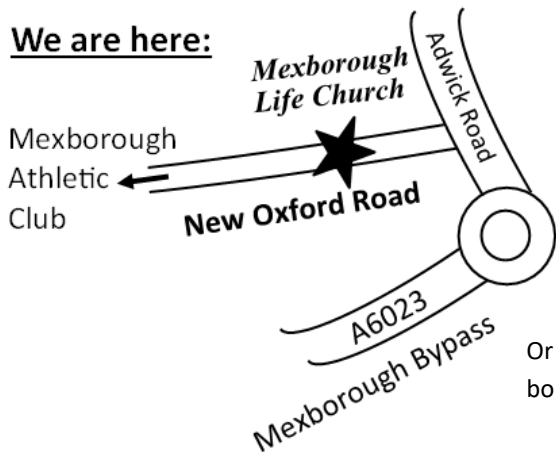 We are here:
Mexborough
Life Church
Adwick Road
Mexborough
Athletic
Club
New Oxford Road
A6023
Mexborough Bypass
Or
bo